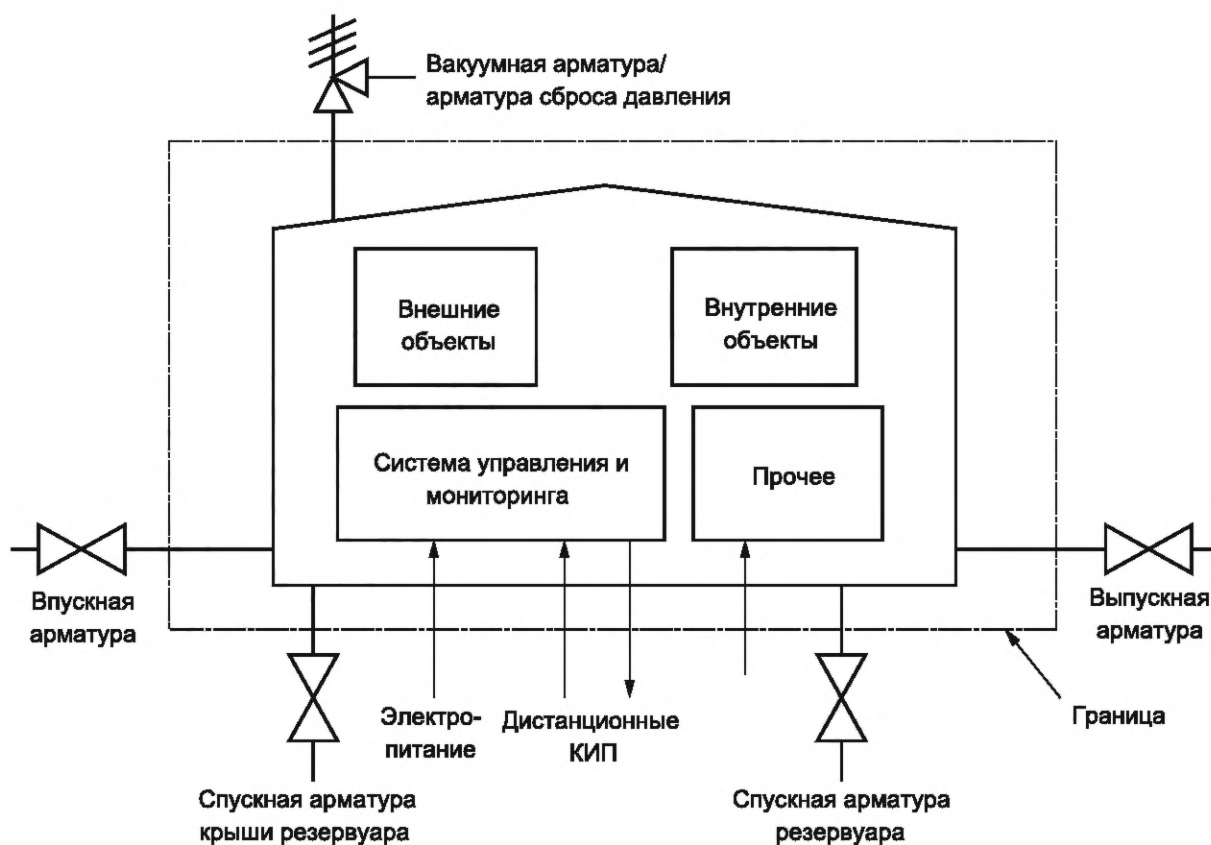 Вакуумная арматура/
арматура сброса давления
Внешние
объекты
Внутренние
объекты
Система управления и
мониторинга
Прочее
Впускная
арматура
Выпускная
арматура
Электро-
питание
Дистанционные
КИП
Граница
Спускная арматура
крыши резервуара
Спускная арматура
резервуара